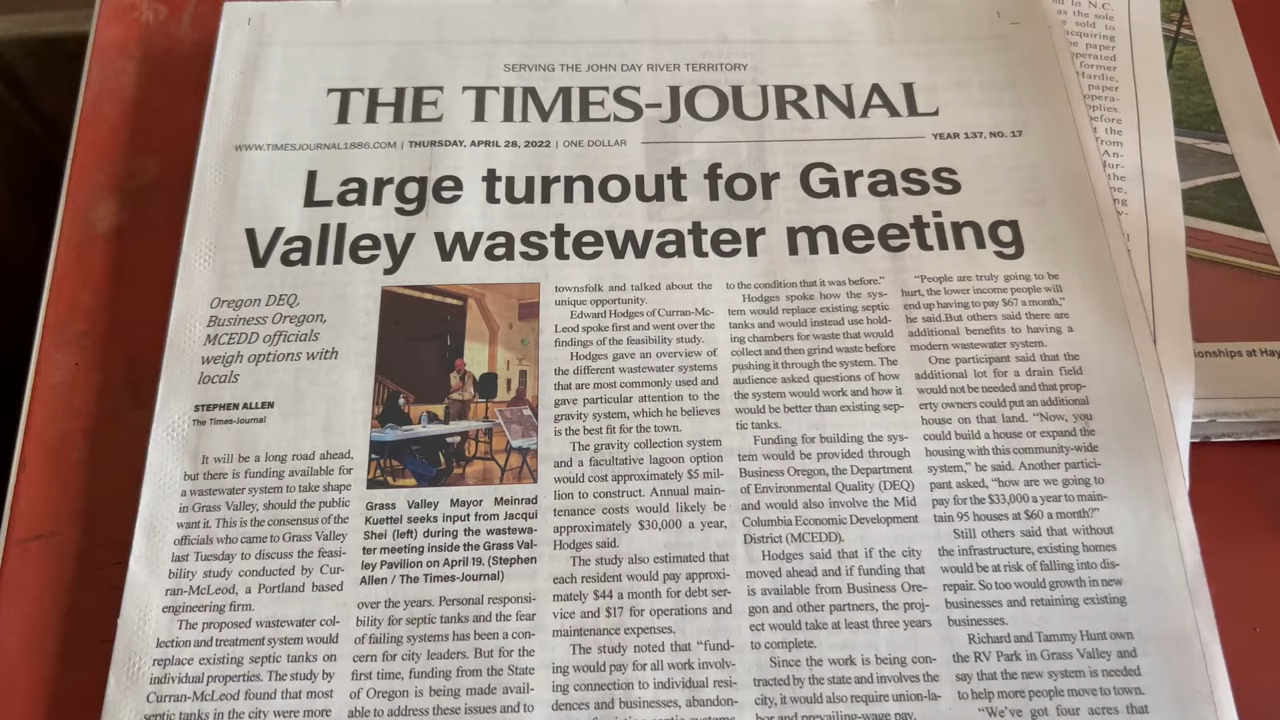 SERVING THE JOHN DAY RIVER TERRITORY
THE TIMES-JOURNAL
WWW.TIMESJOURNAL1886.COM | THURSDAY, APRIL 28, 2022 | ONE DOLLAR
YEAR 137, NO. 17
Large turnout for Grass
Valley wastewater meeting
Oregon DEQ,
Business Oregon,
MCEDD officials
weigh options with
locals
STEPHEN ALLEN
The Times-Journal
It will be a long road ahead,
but there is funding available for
a wastewater system to take shape
in Grass Valley, should the public
want it. This is the consensus of the
officials who came to Grass Valley
last Tuesday to discuss the feasi-
bility study conducted by Cur-
ran-McLeod, a Portland based
engineering firm.
The proposed wastewater col-
lection and treatment system would
replace existing septic tanks on
individual properties. The study by
Curran-McLeod found that most
septic tanks in the city were more
Grass Valley Mayor Meinrad
Kuettel seeks input from Jacqui
Shei (left) during the wastewa-
ter meeting inside the Grass Val-
ley Pavilion on April 19. (Stephen
Allen / The Times-Journal)
over the years. Personal responsi-
bility for septic tanks and the fear
of failing systems has been a con-
cern for city leaders. But for the
first time, funding from the State
of Oregon is being made avail-
able to address these issues and to
townsfolk and talked about the
unique opportunity.
Edward Hodges of Curran-Mc-
Leod spoke first and went over the
findings of the feasibility study.
Hodges gave an overview of
the different wastewater systems
that are most commonly used and
gave particular attention to the
gravity system, which he believes
is the best fit for the town.
The gravity collection system
and a facultative lagoon option
would cost approximately $5 mil-
lion to construct. Annual main-
tenance costs would likely be
approximately $30,000 a year,
Hodges said.
The study also estimated that
each resident would pay approxi-
mately $44 a month for debt ser-
vice and $17 for operations and
maintenance expenses.
The study noted that “fund-
ing would pay for all work involv-
ing connection to individual resi-
dences and businesses, abandon-
to the condition that it was before.”
Hodges spoke how the sys-
tem would replace existing septic
tanks and would instead use hold-
ing chambers for waste that would
collect and then grind waste before
pushing it through the system. The
audience asked questions of how
the system would work and how it
would be better than existing sep-
tic tanks.
Funding for building the sys-
tem would be provided through
Business Oregon, the Department
of Environmental Quality (DEQ)
and would also involve the Mid
Columbia Economic Development
District (MCEDD).
Hodges said that if the city
moved ahead and if funding that
is available from Business Ore-
gon and other partners, the proj-
ect would take at least three years
to complete.
Since the work is being con-
tracted by the state and involves the
city, it would also require union-la-
bor and prevailing-wage pay.
“People are truly going to be
hurt, the lower income people will
end up having to pay $67 a month,”
he said.But others said there are
additional benefits to having a
modern wastewater system.
One participant said that the
additional lot for a drain field
would not be needed and that prop-
erty owners could put an additional
house on that land. “Now, you
could build a house or expand the
housing with this community-wide
system,” he said. Another partici-
pant asked, “how are we going to
pay for the $33,000 a year to main-
tain 95 houses at $60 a month?”
Still others said that without
the infrastructure, existing homes
would be at risk of falling into dis-
repair. So too would growth in new
businesses and retaining existing
businesses.
Richard and Tammy Hunt own
the RV Park in Grass Valley and
say that the new system is needed
to help more people move to town.
“We’ve got four acres that
to N.C.
as the sole
sold to
acquiring
paper
operated
former
Hardie,
paper
opera-
before
the
from
An-
the
ionships at Hay